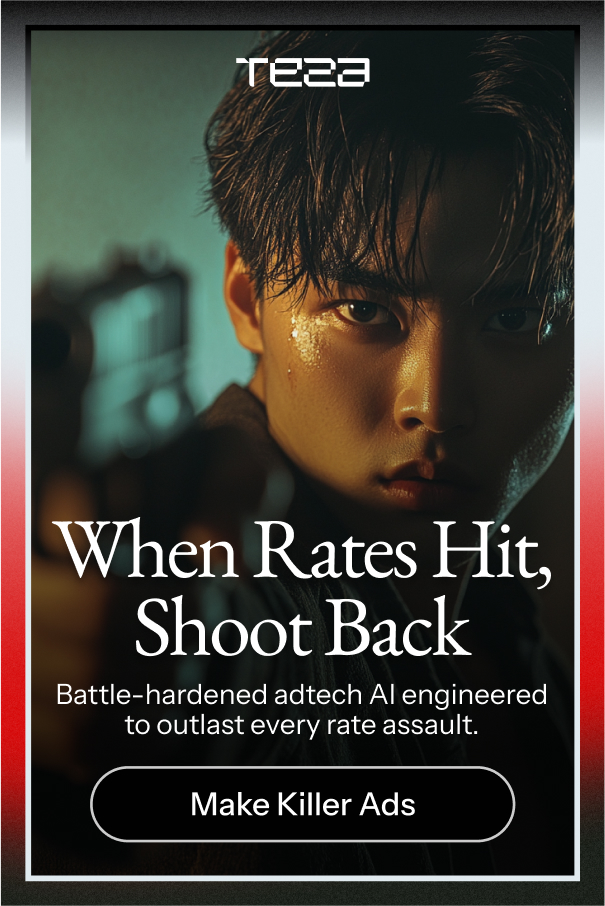 TEZA
When Rates Hit,
Shoot Back
Battle-hardened adtech AI engineered
to outlast every rate assault.
Make Killer Ads